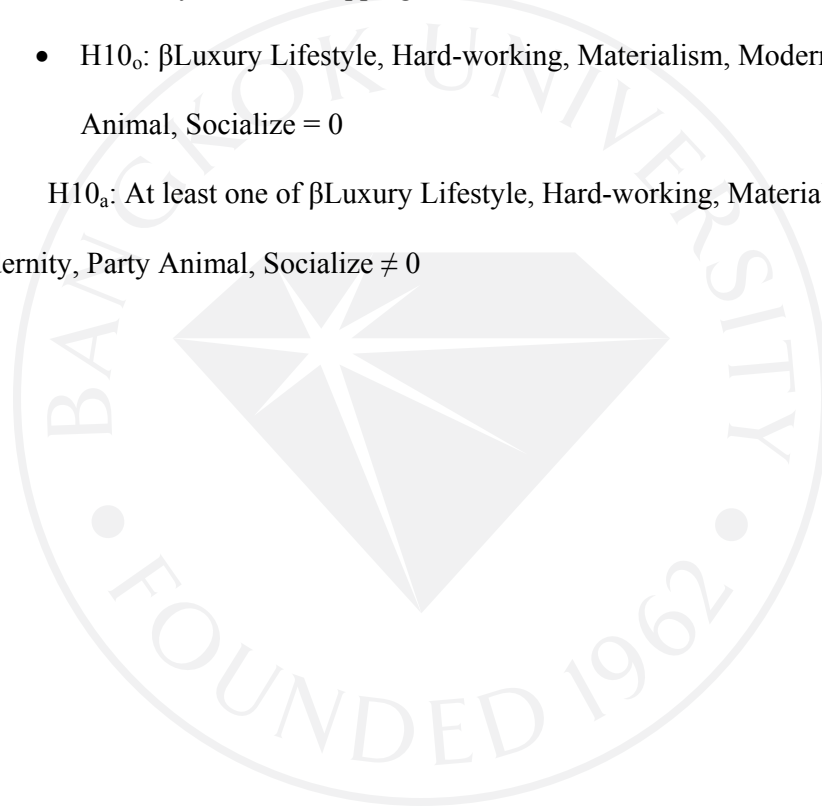 • H10ₒ: βLuxury Lifestyle, Hard-working, Materialism, Moder
Animal, Socialize = 0
H10ₐ: At least one of βLuxury Lifestyle, Hard-working, Materia
ernity, Party Animal, Socialize ≠ 0
BANGKOK UNIVERSITY
• FOUNDED 1962 •